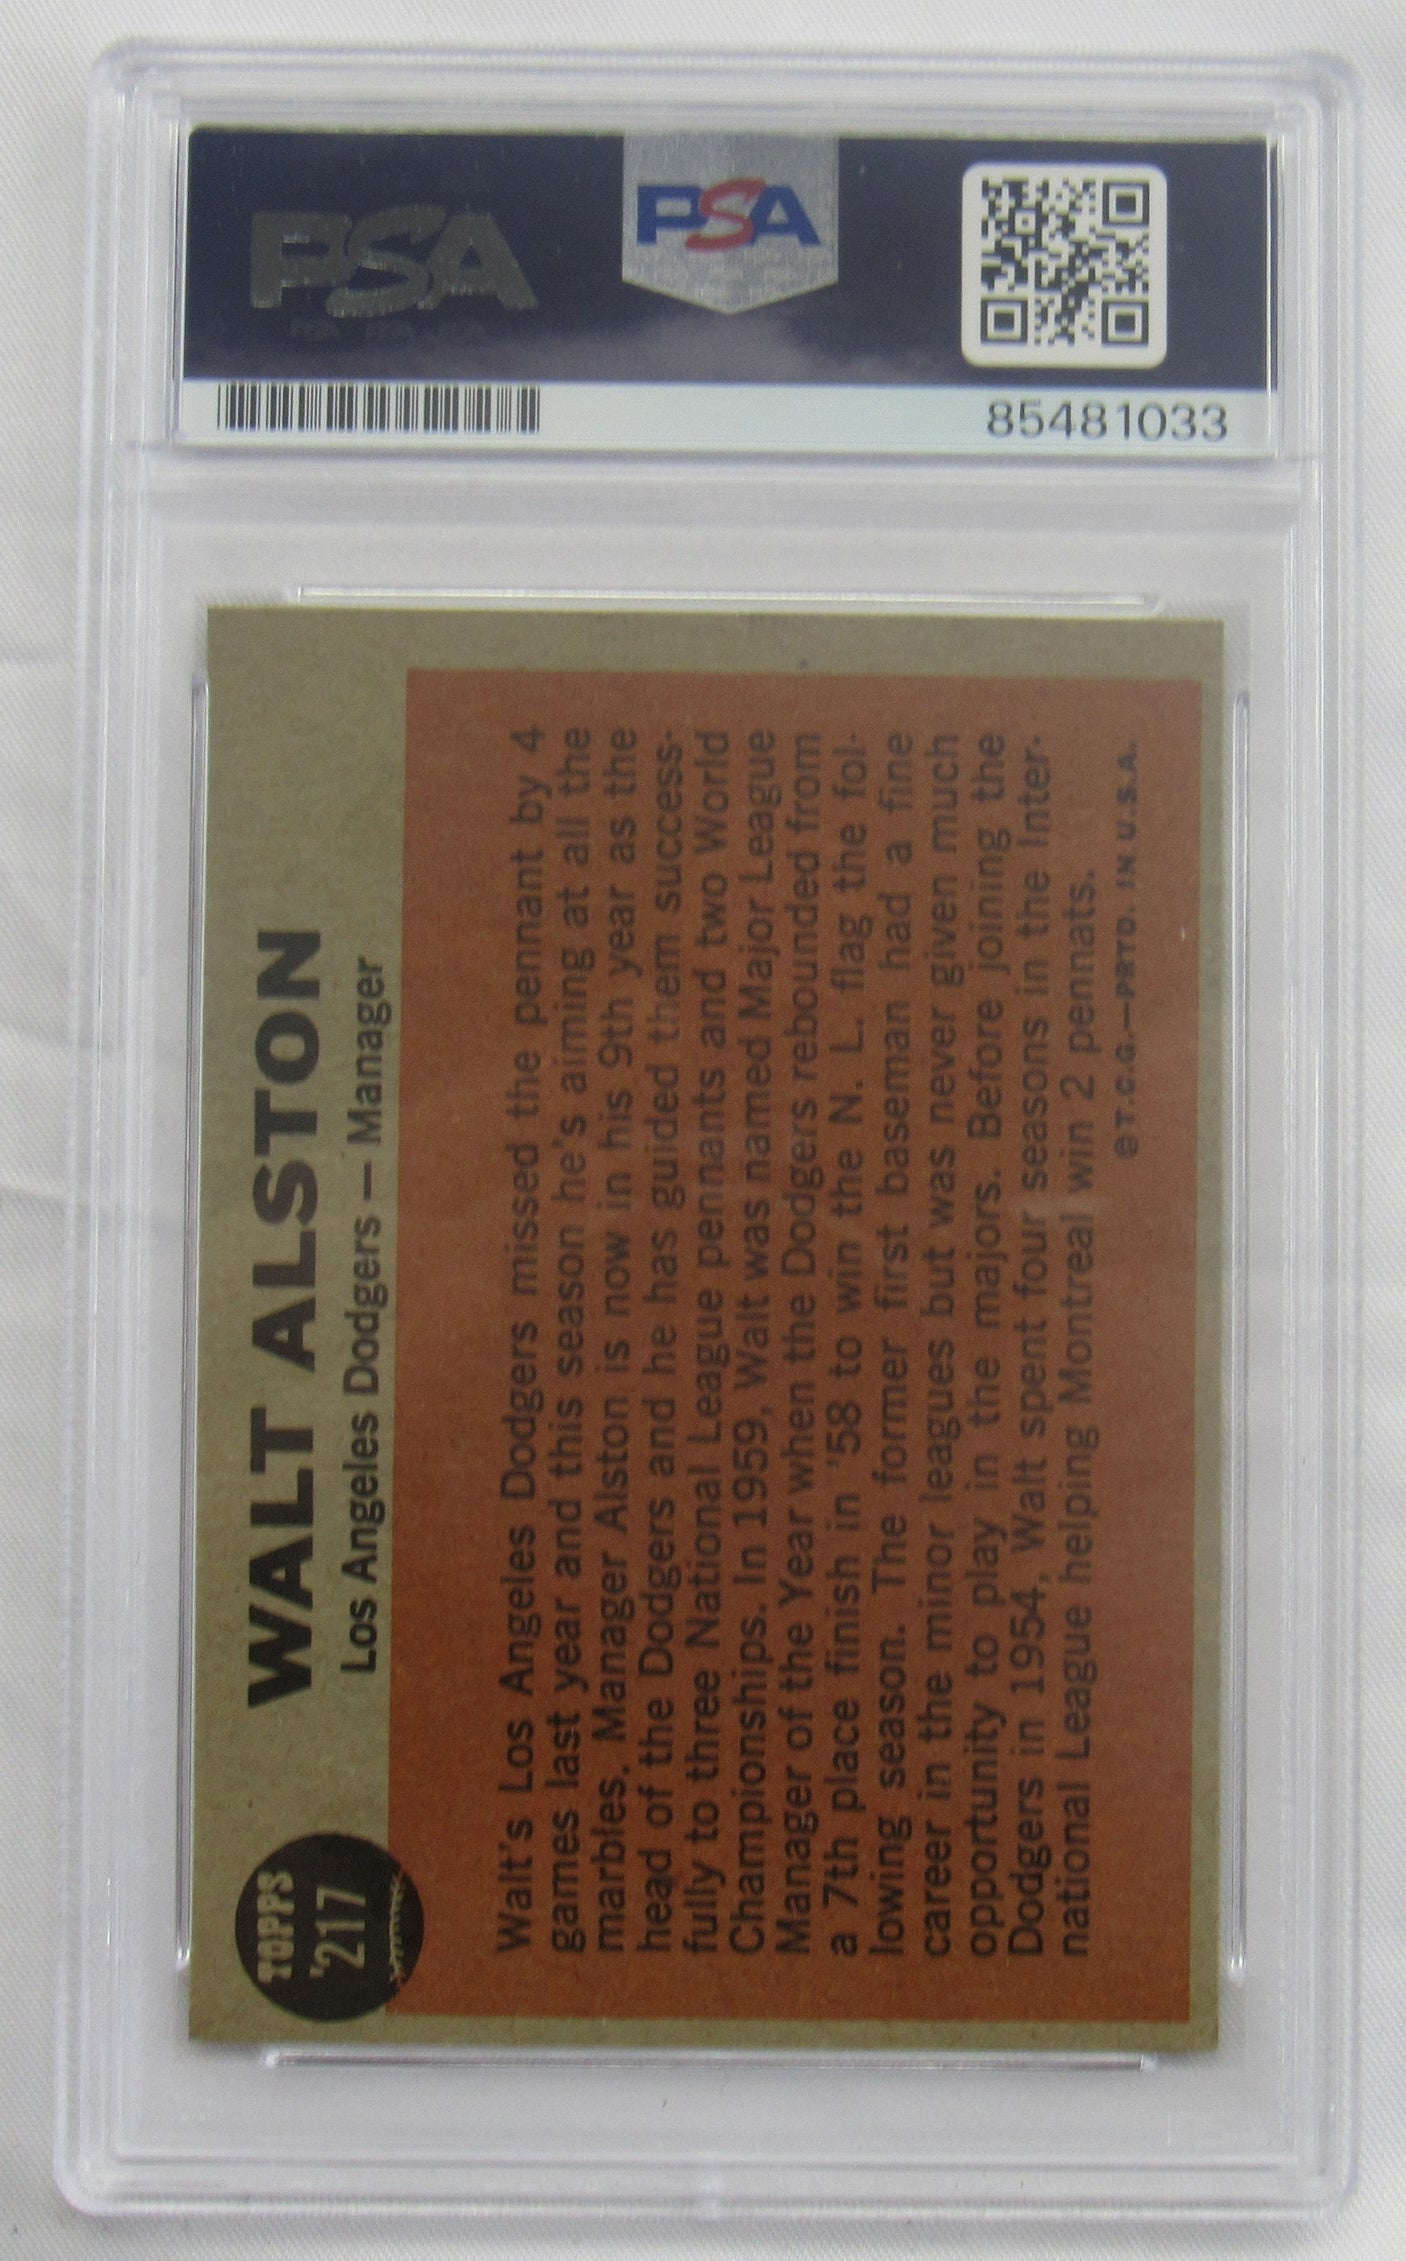 PSA
PSA
85481033
TOPPS
'217
WALT ALSTON
Los Angeles Dodgers — Manager
Walt's Los Angeles Dodgers missed the pennant by 4
games last year and this season he's aiming at all the
marbles. Manager Alston is now in his 9th year as the
head of the Dodgers and he has guided them success-
fully to three National League pennants and two World
Championships. In 1959, Walt was named Major League
Manager of the Year when the Dodgers rebounded from
a 7th place finish in '58 to win the N. L. flag the fol-
lowing season. The former first baseman had a fine
career in the minor leagues but was never given much
opportunity to play in the majors. Before joining the
Dodgers in 1954, Walt spent four seasons in the Inter-
national League helping Montreal win 2 pennats.
©T.C.G.—PRTD. IN U.S.A.